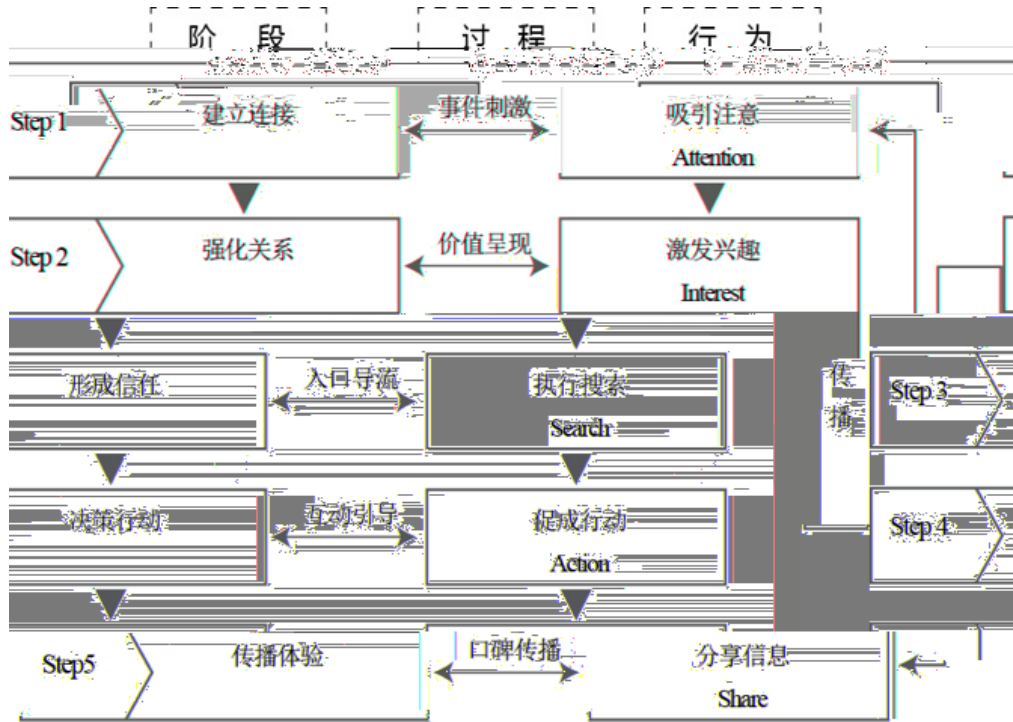 阶 段 过 程 行 为
Step 1 建立连接 事件刺激 吸引注意
Attention
Step 2 强化关系 价值呈现 激发兴趣
Interest
形成信任 入口导流 执行搜索 传播 Step 3
Search
决策行动 互动引导 促成行动 Step 4
Action
Step5 传播体验 口碑传播 分享信息
Share